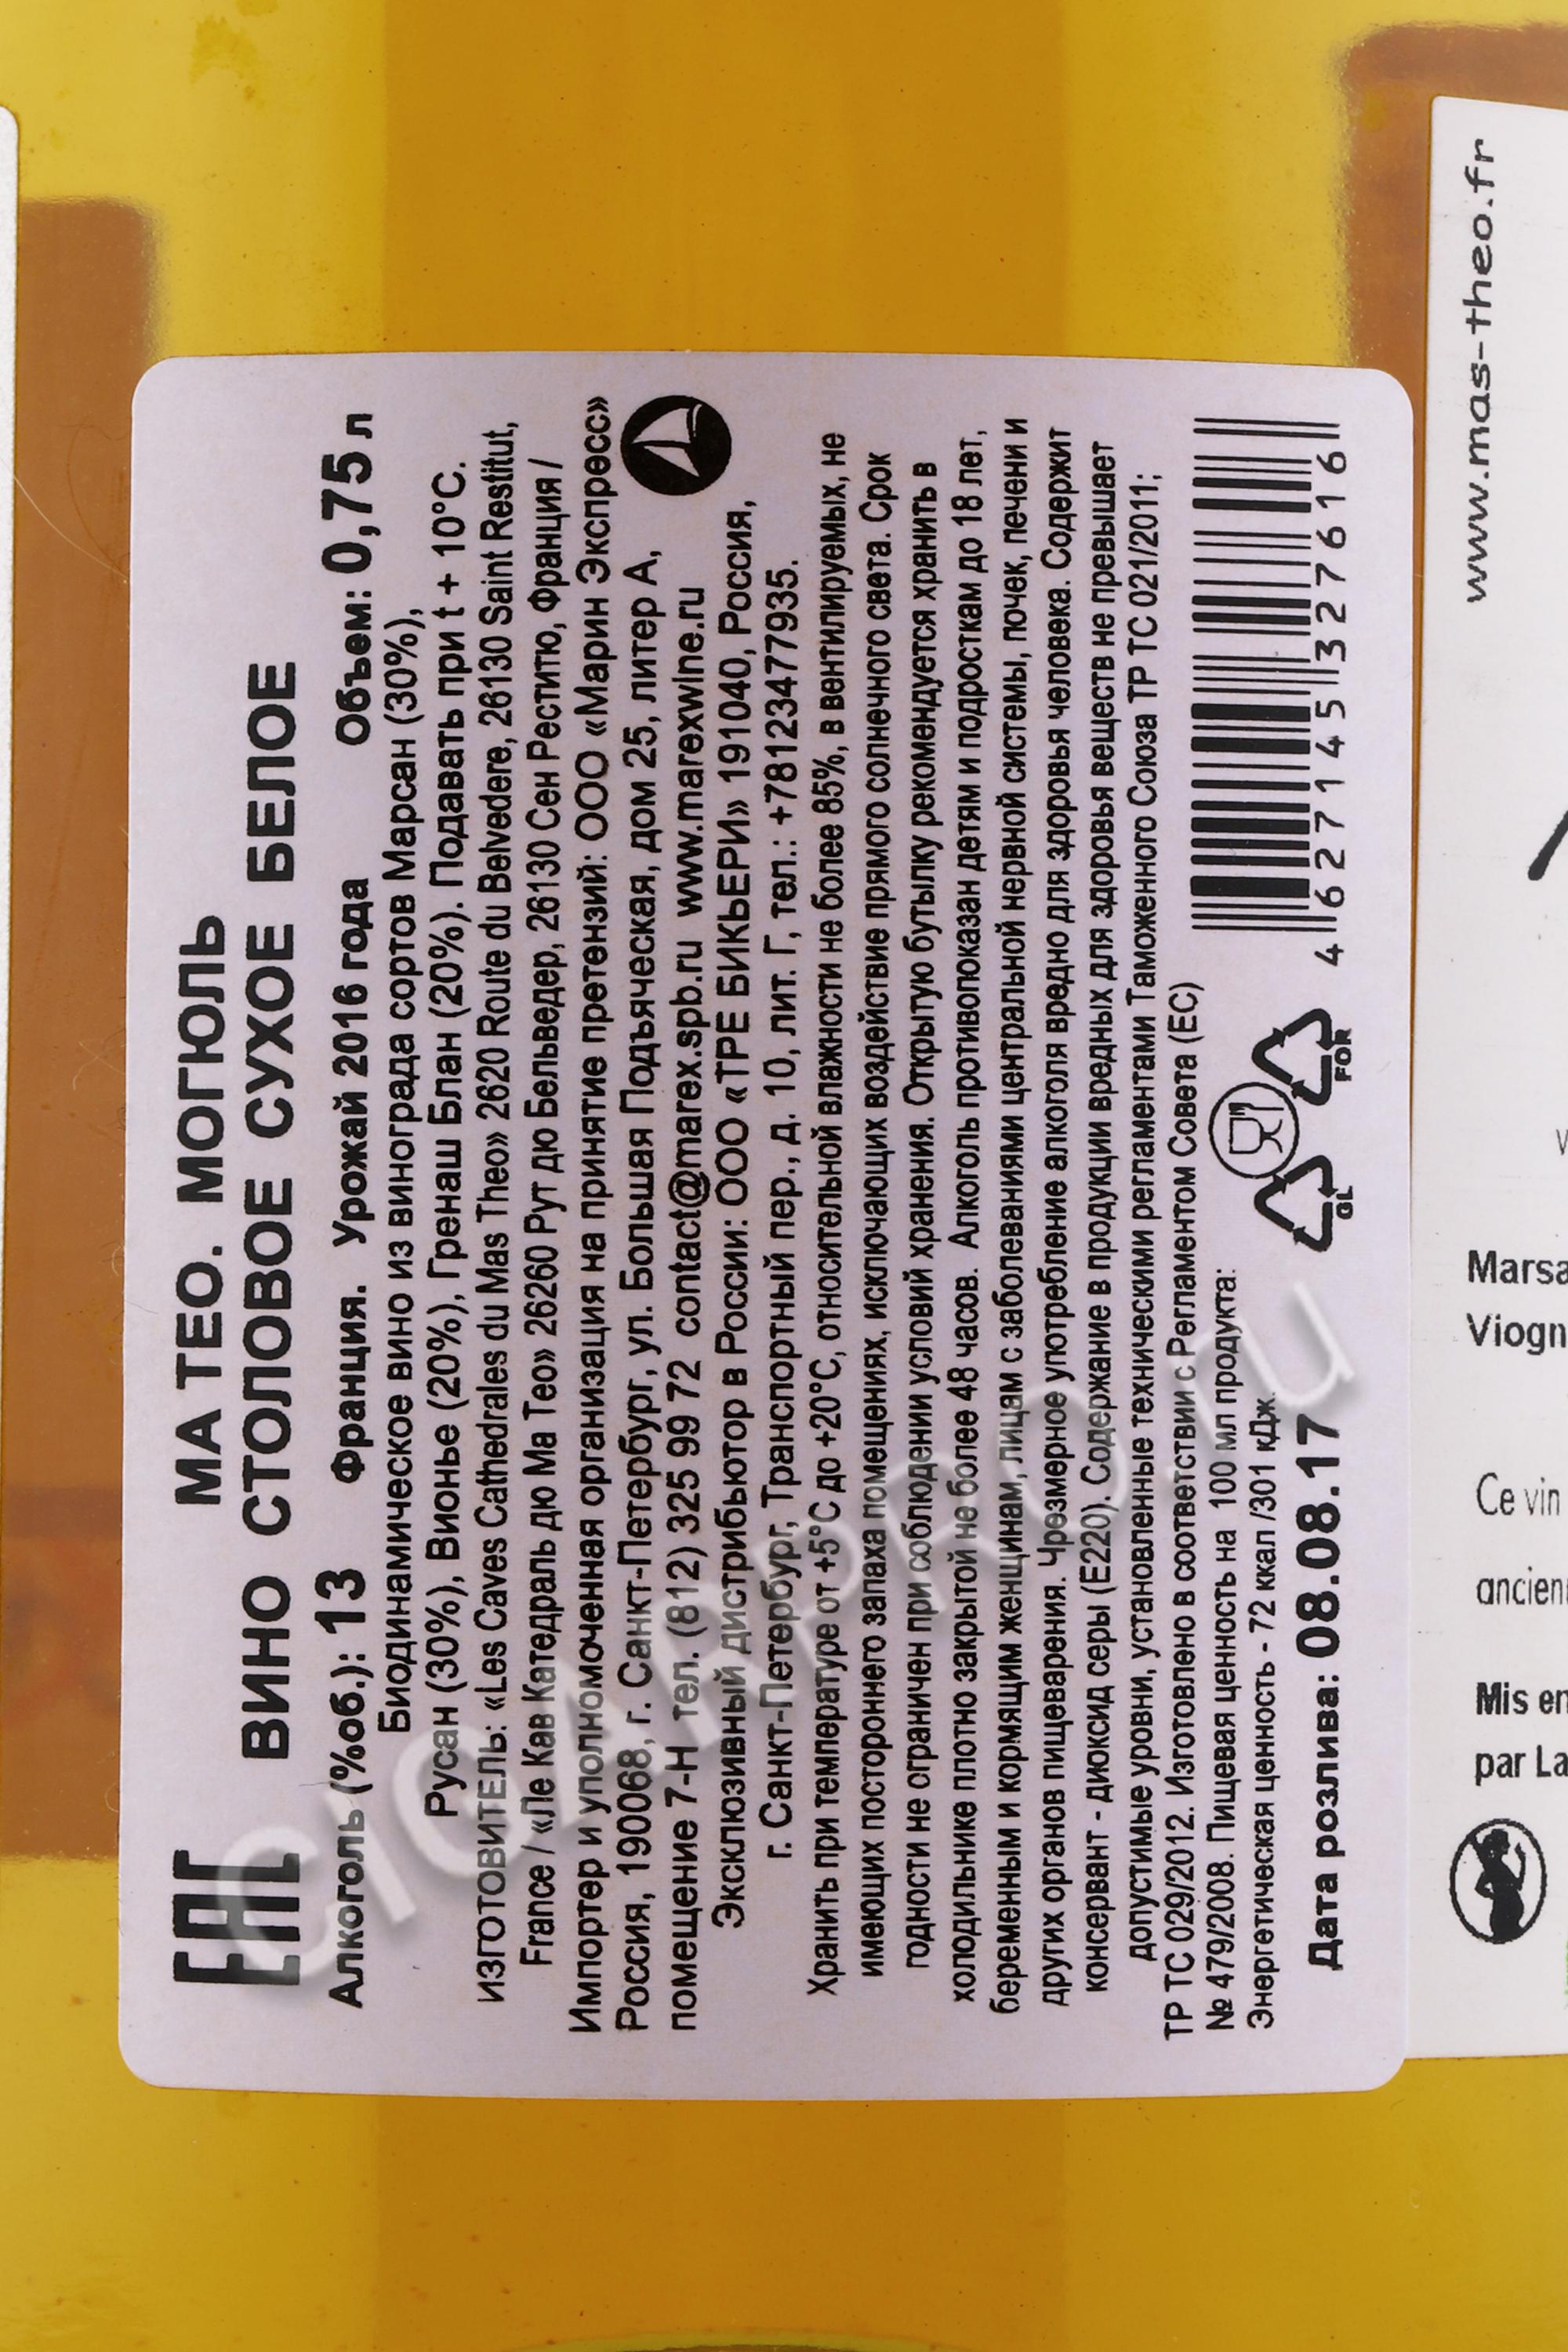 EAC
МА ТЕО. МОГЮЛЬ
ВИНО СТОЛОВОЕ СУХОЕ БЕЛОЕ
Алкоголь (%об.): 13 Франция. Урожай 2016 года Объем: 0,75 л
Биодинамическое вино из винограда сортов Марсан (30%),
Русан (30%), Вионье (20%), Гренаш Блан (20%). Подавать при t + 10°C.
ИЗГОТОВИТЕЛЬ: «Les Caves Cathedrales du Mas Theo» 2620 Route du Belvedere, 26130 Saint Restitut,
France / «Ле Кав Катедраль дю Ма Тео» 26260 Рут дю Бельведер, 26130 Сен Реститю, Франция /
Импортер и уполномоченная организация на принятие претензий: ООО «Марин Экспресс»
Россия, 190068, г. Санкт-Петербург, ул. Большая Подъяческая, дом 25, литер А,
помещение 7-Н тел. (812) 325 99 72 contact@marex.spb.ru www.marexwine.ru
Эксклюзивный дистрибьютор в России: ООО «ТРЕ БИКЬЕРИ» 191040, Россия,
г. Санкт-Петербург, Транспортный пер., д. 10, лит. Г, тел.: +78123477935.
Хранить при температуре от +5°C до +20°C, относительной влажности не более 85%, в вентилируемых, не
имеющих постороннего запаха помещениях, исключающих воздействие прямого солнечного света. Срок
годности не ограничен при соблюдении условий хранения. Открытую бутылку рекомендуется хранить в
холодильнике плотно закрытой не более 48 часов. Алкоголь противопоказан детям и подросткам до 18 лет,
беременным и кормящим женщинам, лицам с заболеваниями центральной нервной системы, почек, печени и
других органов пищеварения. Чрезмерное употребление алкоголя вредно для здоровья человека. Содержит
консервант - диоксид серы (E220). Содержание в продукции вредных для здоровья веществ не превышает
допустимые уровни, установленные техническими регламентами Таможенного Союза ТР ТС 021/2011;
ТР ТС 029/2012. Изготовлено в соответствии с Регламентом Совета (ЕС)
№ 479/2008. Пищевая ценность на 100 мл продукта:
Энергетическая ценность - 72 ккал /301 кДж.
Дата розлива: 08.08.17
GL
FOR
4 627145 327616
CIGARPRO.ru
www.mas-theo.fr
Marsa
Viogn
Ce vin
ancien
Mis en
par La